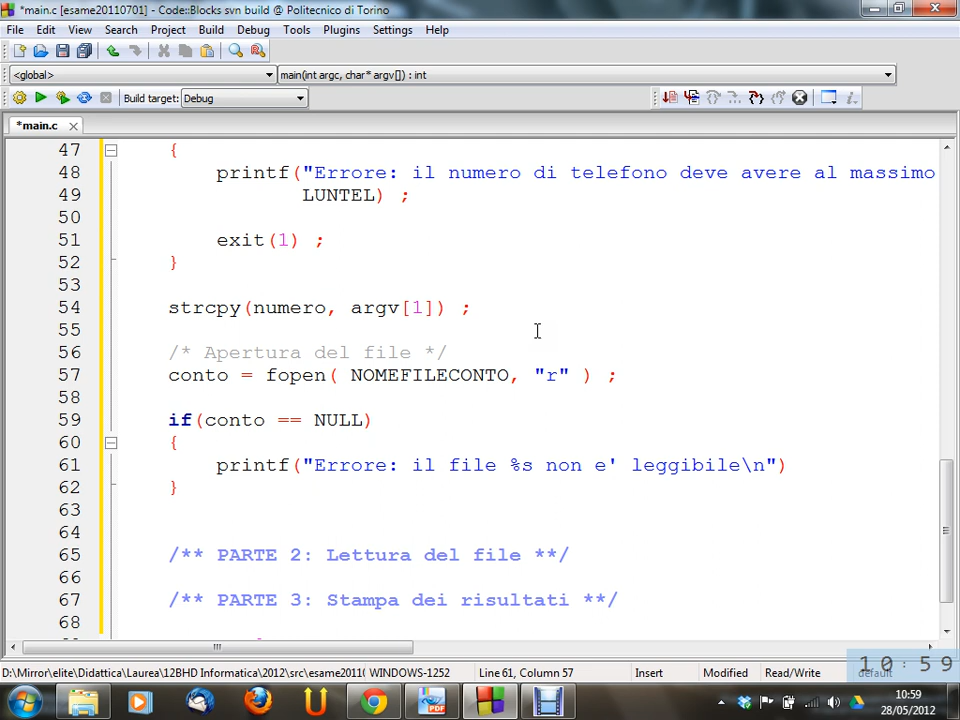 *main.c [esame20110701] - Code::Blocks svn build @ Politecnico di Torino
File Edit View Search Project Build Debug Tools Plugins Settings Help
<global> main(int argc, char* argv[]) : int
Build target: Debug
*main.c
47 {
48 printf("Errore: il numero di telefono deve avere al massimo
49 LUNTEL) ;
50
51 exit(1) ;
52 }
53
54 strcpy(numero, argv[1]) ;
55
56 /* Apertura del file */
57 conto = fopen( NOMEFILECONTO, "r" ) ;
58
59 if(conto == NULL)
60 {
61 printf("Errore: il file %s non e' leggibile\n")
62 }
63
64
65 /** PARTE 2: Lettura del file **/
66
67 /** PARTE 3: Stampa dei risultati **/
68
D:\Mirror\elite\Didattica\Laurea\12BHD Informatica\2012\src\esame2011( WINDOWS-1252 Line 61, Column 57 Insert Modified Read/Write default
10:59
10:59
28/05/2012